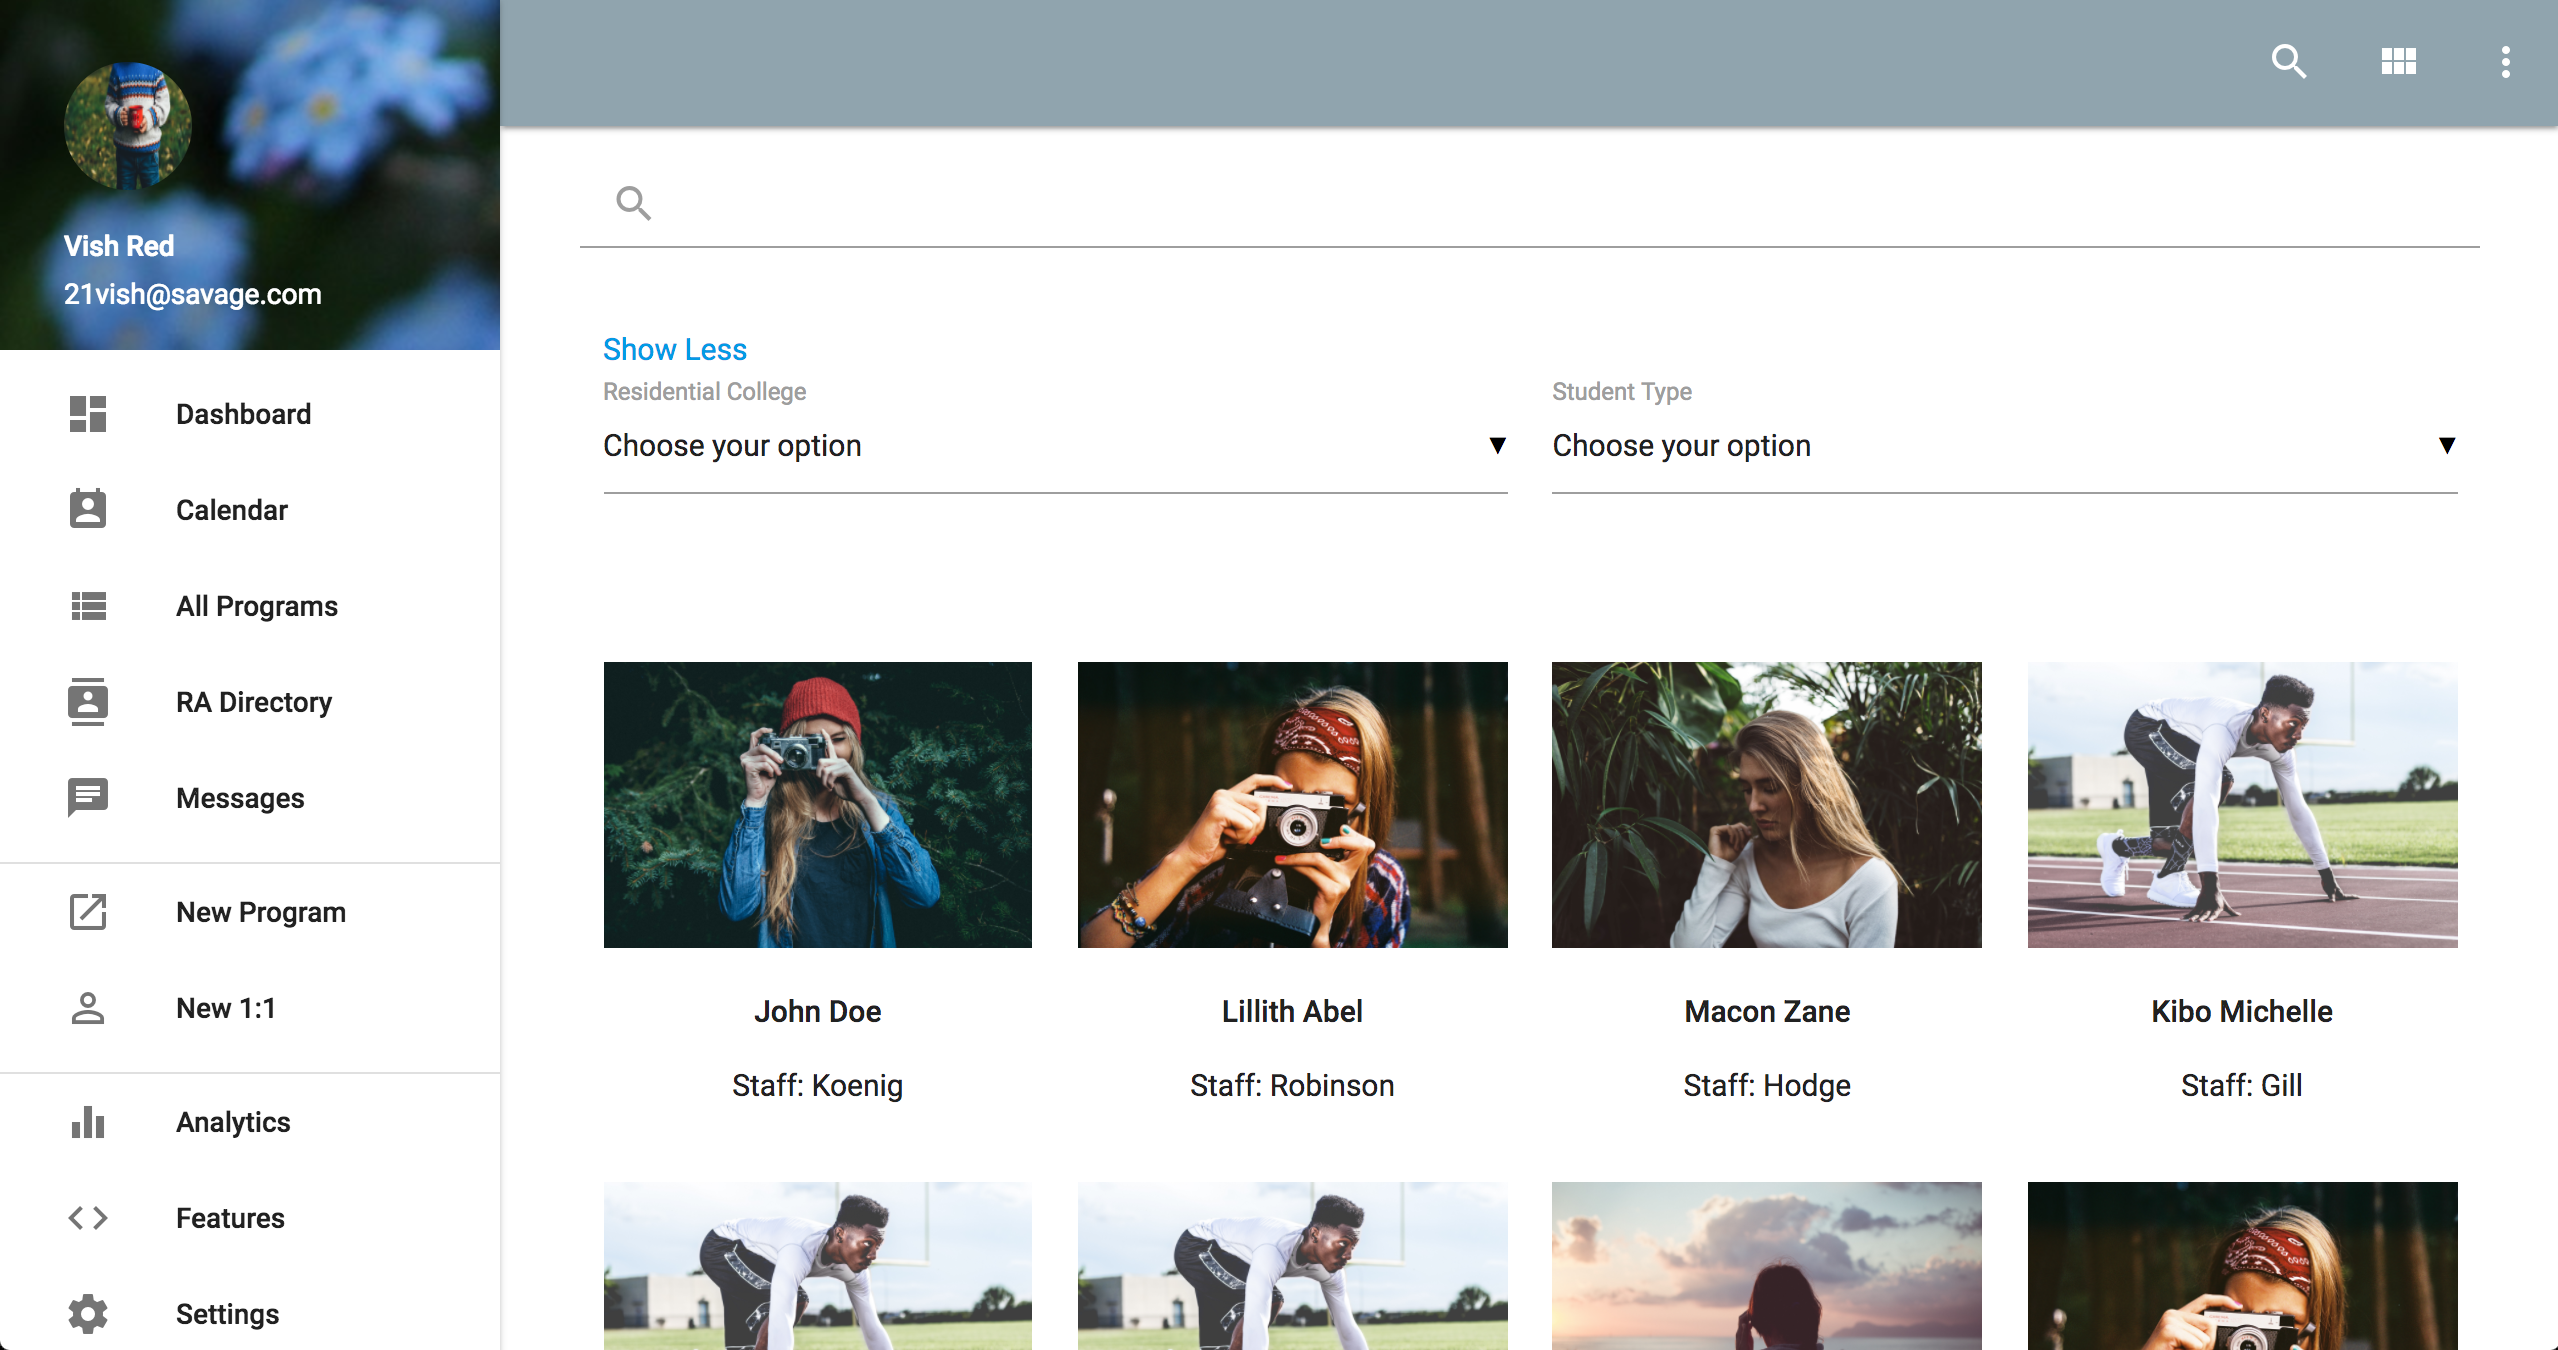 Vish Red
21vish@savage.com
Dashboard
Calendar
All Programs
RA Directory
Messages
New Program
New 1:1
Analytics
Features
Settings
Show Less
Residential College
Choose your option
Student Type
Choose your option
John Doe
Staff: Koenig
Lillith Abel
Staff: Robinson
Macon Zane
Staff: Hodge
Kibo Michelle
Staff: Gill